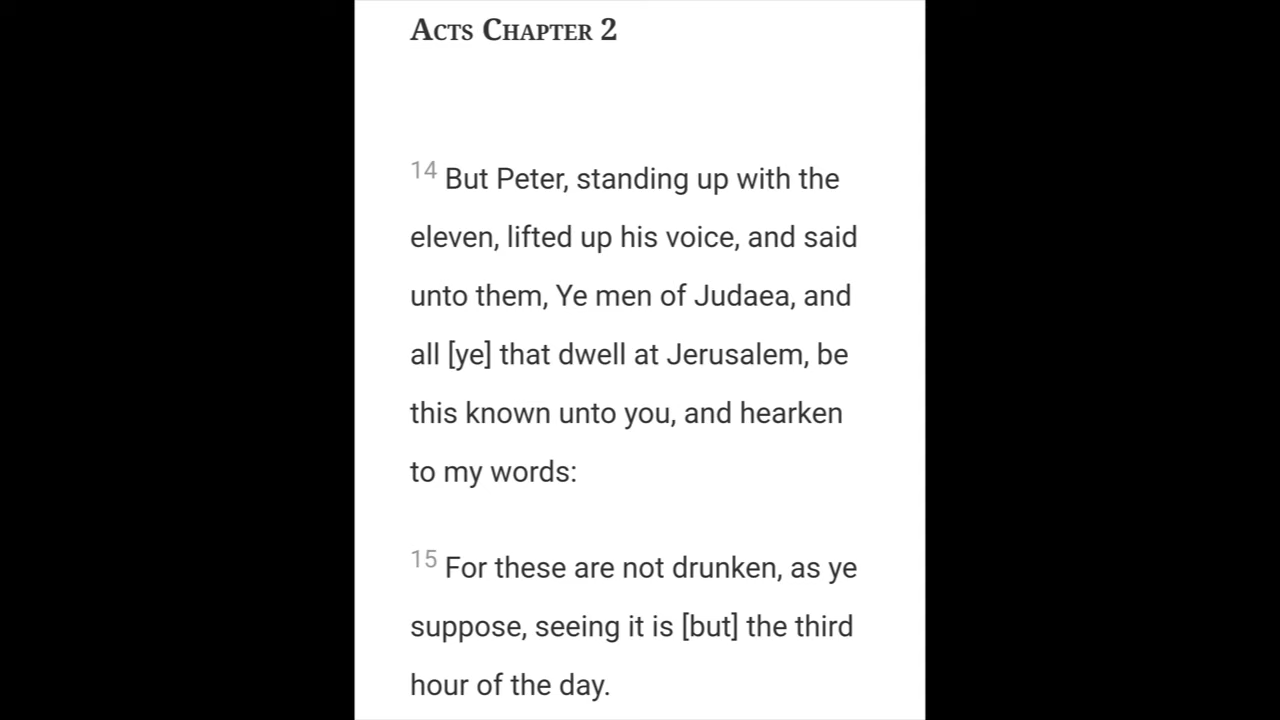 Acts Chapter 2
14 But Peter, standing up with the
eleven, lifted up his voice, and said
unto them, Ye men of Judaea, and
all [ye] that dwell at Jerusalem, be
this known unto you, and hearken
to my words:
15 For these are not drunken, as ye
suppose, seeing it is [but] the third
hour of the day.